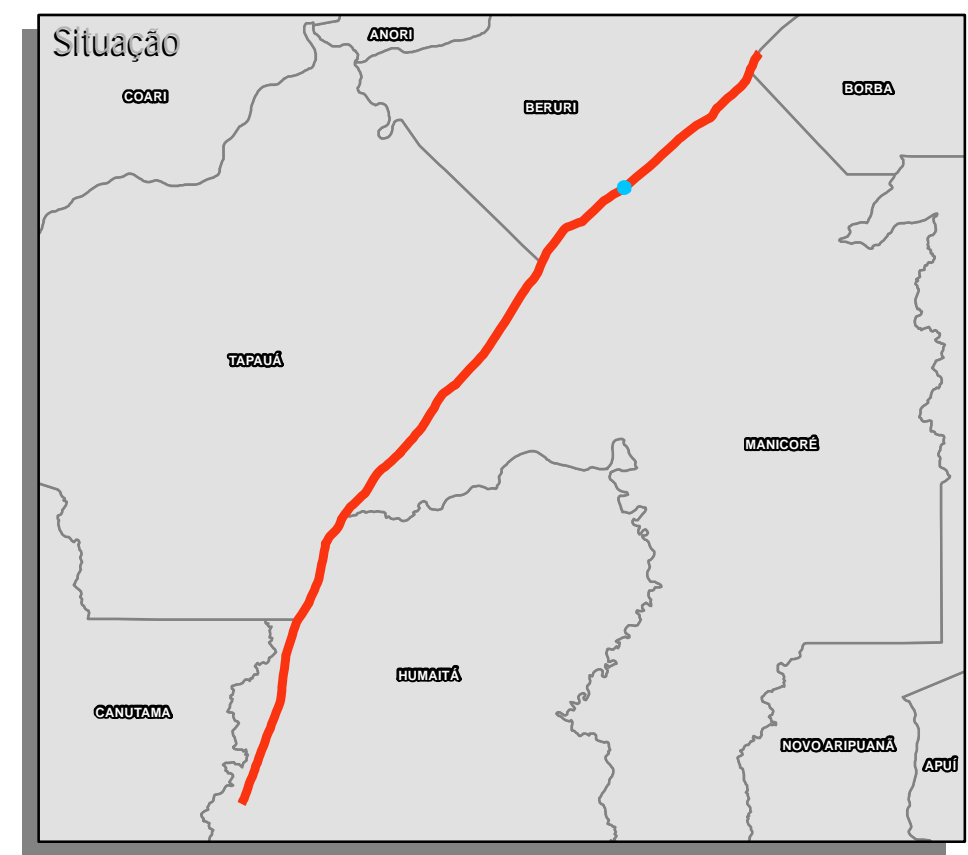 Situação
ANORI
COARI
BORBA
BERURI
TAPAUÁ
MANICORÉ
HUMAITÁ
CANUTAMA
NOVO ARIPUANÃ
APUÍ